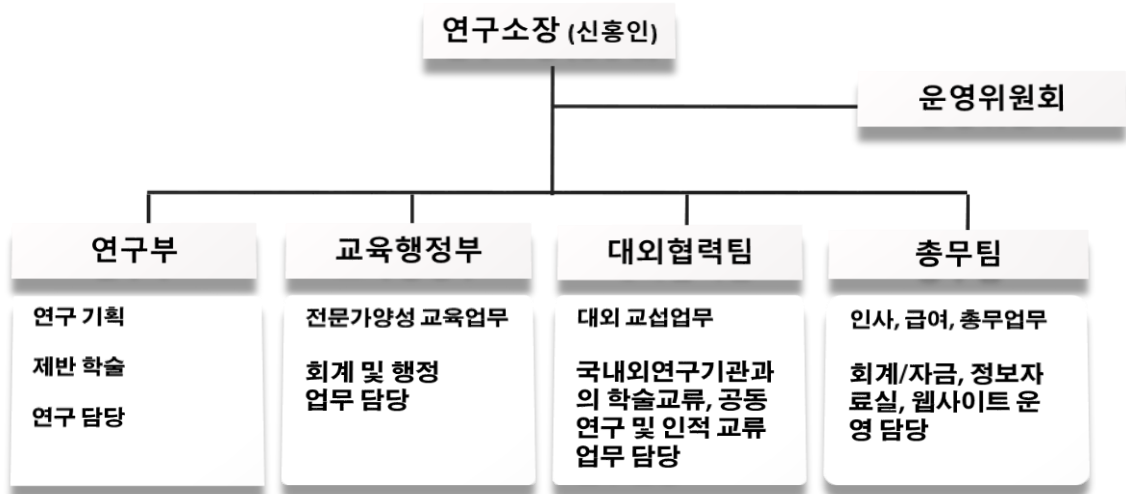 연구소장 (신홍인)
운영위원회
연구부
연구 기획
제반 학술
연구 담당
교육행정부
전문가양성 교육업무
회계 및 행정
업무 담당
대외협력팀
대외 교섭업무
국내외연구기관과
의 학술교류, 공동
연구 및 인적 교류
업무 담당
총무팀
인사, 급여, 총무업무
회계/자금, 정보자
료실, 웹사이트 운
영 담당